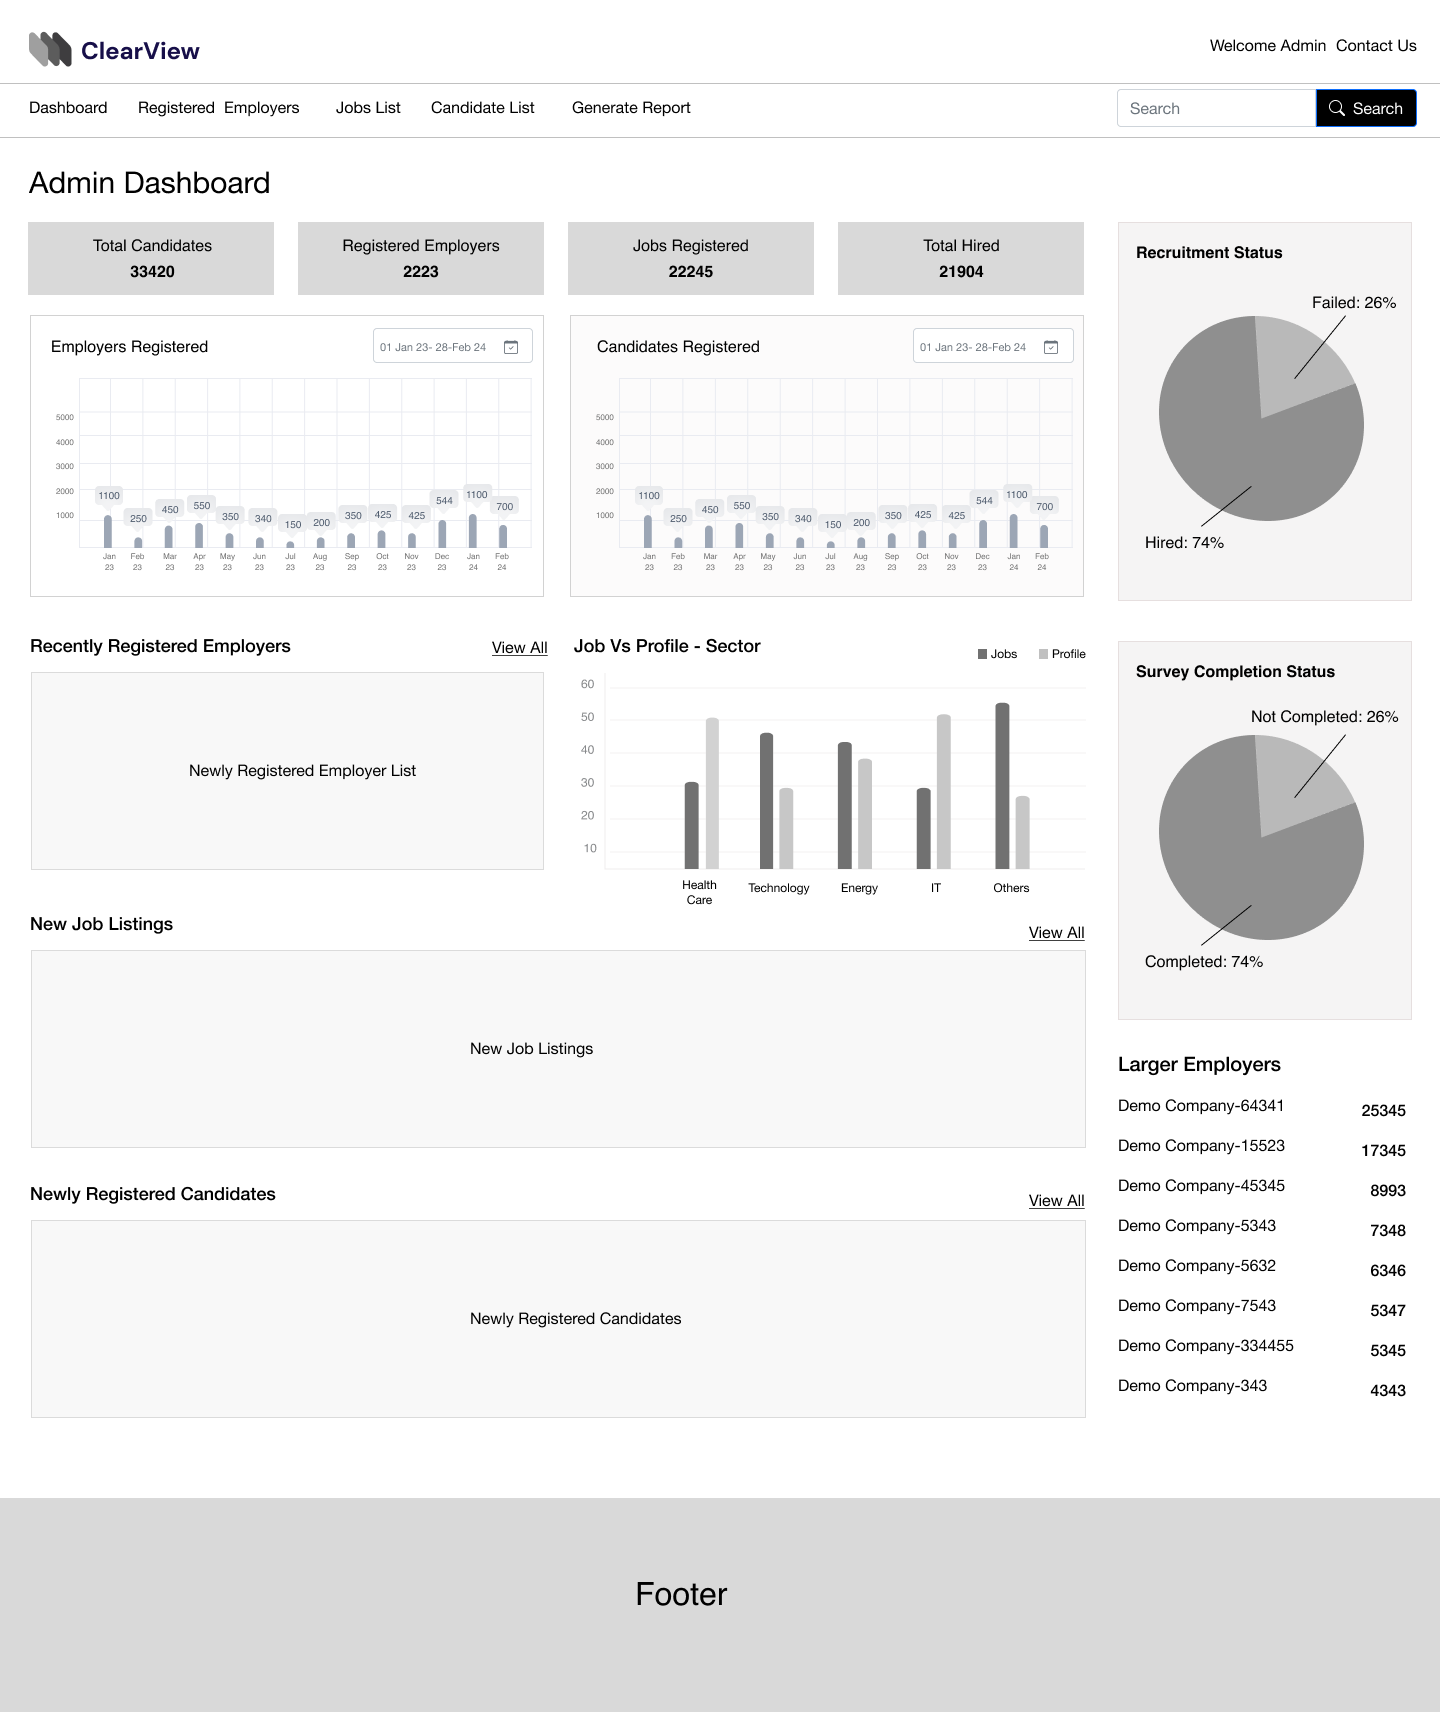 ClearView
Welcome Admin Contact Us
Dashboard Registered Employers Jobs List Candidate List Generate Report
Search
Search
Admin Dashboard
Total Candidates
33420
Registered Employers
2223
Jobs Registered
22245
Total Hired
21904
Employers Registered
01 Jan 23- 28-Feb 24
5000
4000
3000
2000
1000
1100 250 450 550 350 340 150 200 350 425 425 544 1100 700
Jan Feb Mar Apr May Jun Jul Aug Sep Oct Nov Dec Jan Feb
23 23 23 23 23 23 23 23 23 23 23 23 24 24
Candidates Registered
01 Jan 23- 28-Feb 24
5000
4000
3000
2000
1000
1100 250 450 550 350 340 150 200 350 425 425 544 1100 700
Jan Feb Mar Apr May Jun Jul Aug Sep Oct Nov Dec Jan Feb
23 23 23 23 23 23 23 23 23 23 23 23 24 24
Recruitment Status
Failed: 26%
Hired: 74%
Recently Registered Employers
View All
Newly Registered Employer List
Job Vs Profile - Sector
Jobs Profile
60
50
40
30
20
10
Health
Care
Technology
Energy
IT
Others
Survey Completion Status
Not Completed: 26%
Completed: 74%
New Job Listings
View All
New Job Listings
Newly Registered Candidates
View All
Newly Registered Candidates
Larger Employers
Demo Company-64341 25345
Demo Company-15523 17345
Demo Company-45345 8993
Demo Company-5343 7348
Demo Company-5632 6346
Demo Company-7543 5347
Demo Company-334455 5345
Demo Company-343 4343
Footer